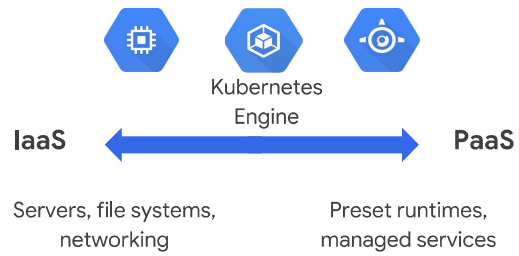 Kubernetes
Engine
IaaS
PaaS
Servers, file systems,
networking
Preset runtimes,
managed services